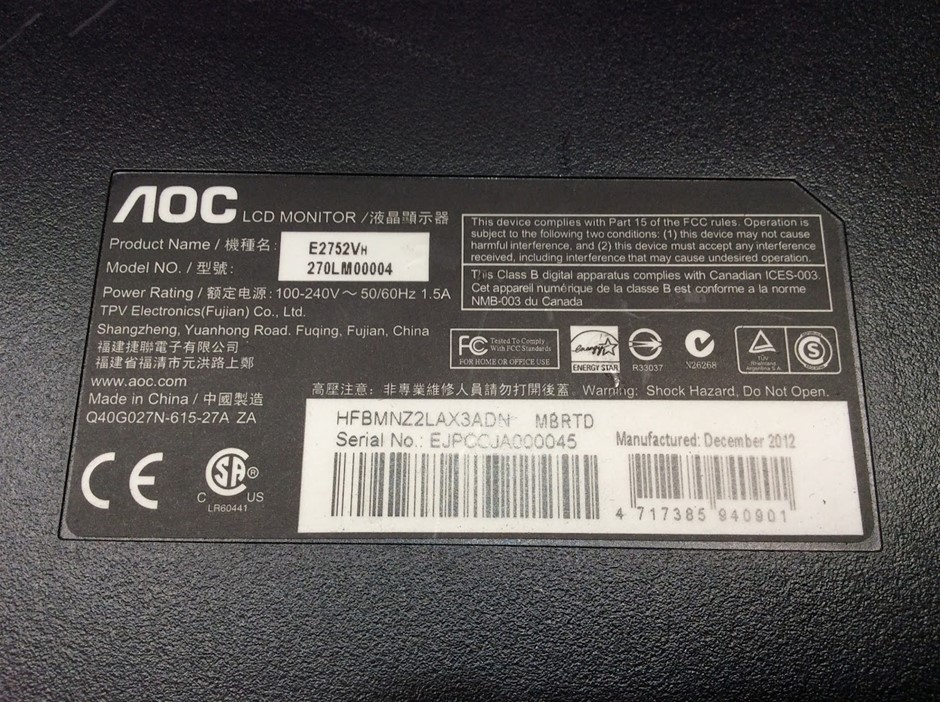 AOC LCD MONITOR /液晶顯示器
Product Name / 機種名: E2752VH
Model NO. / 型號: 270LM00004
Power Rating / 额定电源: 100-240V～ 50/60Hz 1.5A
TPV Electronics(Fujian) Co., Ltd.
Shangzheng, Yuanhong Road. Fuqing, Fujian, China
福建捷聯電子有限公司
福建省福清市元洪路上鄭
www.aoc.com
Made in China / 中國製造
Q40G027N-615-27A ZA
This device complies with Part 15 of the FCC rules. Operation is
subject to the following two conditions: (1) this device may not cause
harmful interference, and (2) this device must accept any interference
received, including interference that may cause undesired operation.
This Class B digital apparatus complies with Canadian ICES-003.
Cet appareil numérique de la classe B est conforme a la norme
NMB-003 du Canada
FC Tested To Comply
With FCC Standards
FOR HOME OR OFFICE USE
energy
ENERGY STAR
R33037
N26268
TÜV
Rheinland
Argentina S.A.
S
高壓注意: 非專業維修人員請勿打開後蓋 Warning: Shock Hazard, Do Not Open.
CE
SA ®
C US
LR60441
HFBMNZ2LAX3ADN MBRTD
Serial No.: EJPCCJA000045
Manufactured: December 2012
4 717385 940901